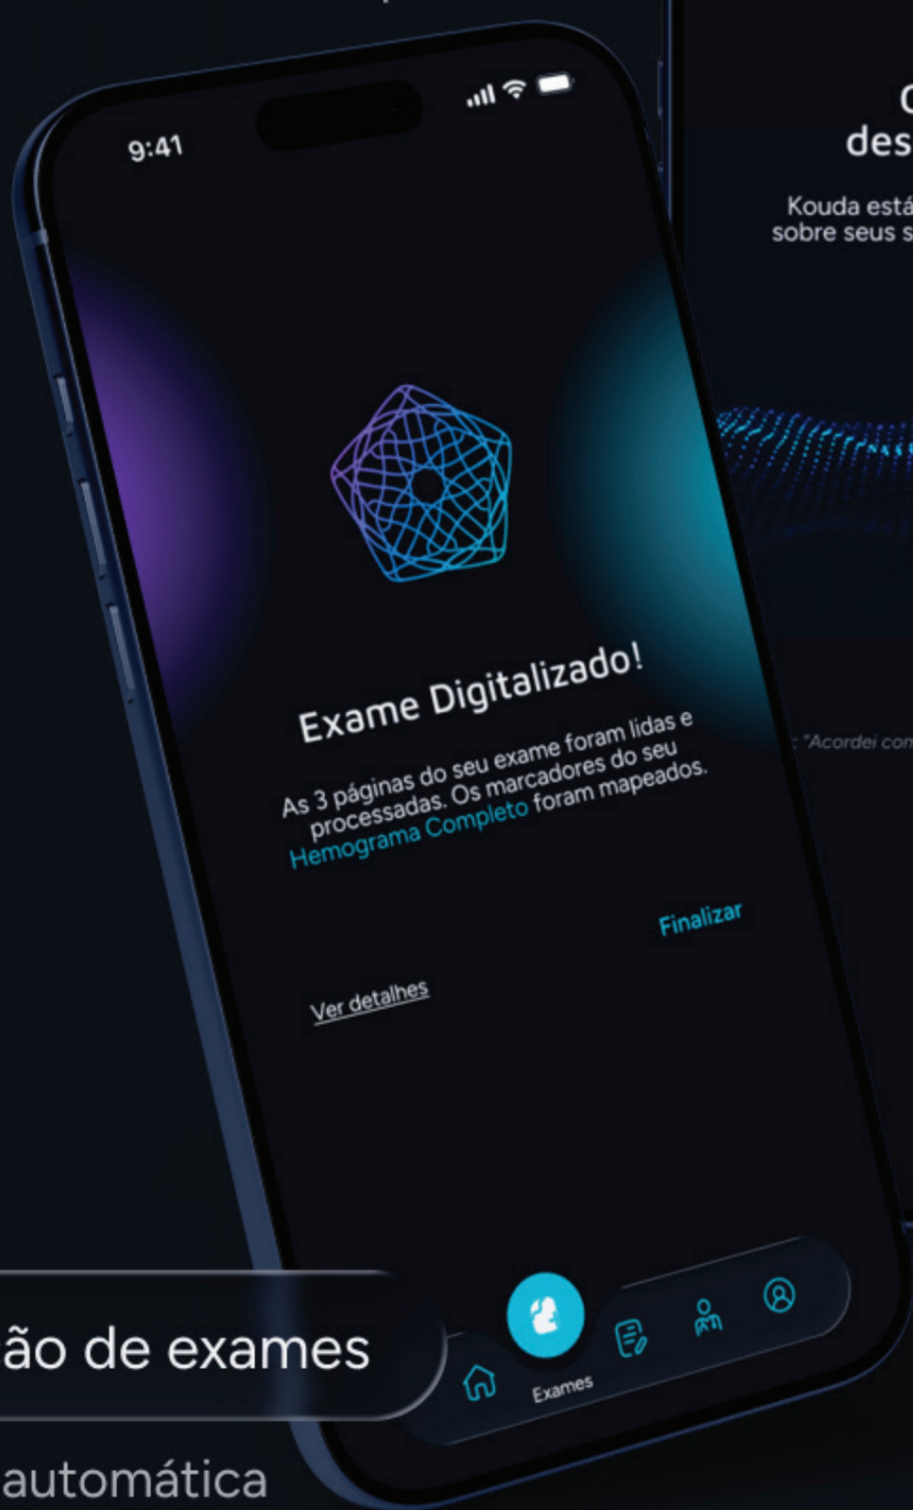 9:41
Exame Digitalizado!
As 3 páginas do seu exame foram lidas e
processadas. Os marcadores do seu
Hemograma Completo foram mapeados.
Finalizar
Ver detalhes
Exames
des
Kouda está
sobre seus s
"Acordei com
ão de exames
automática